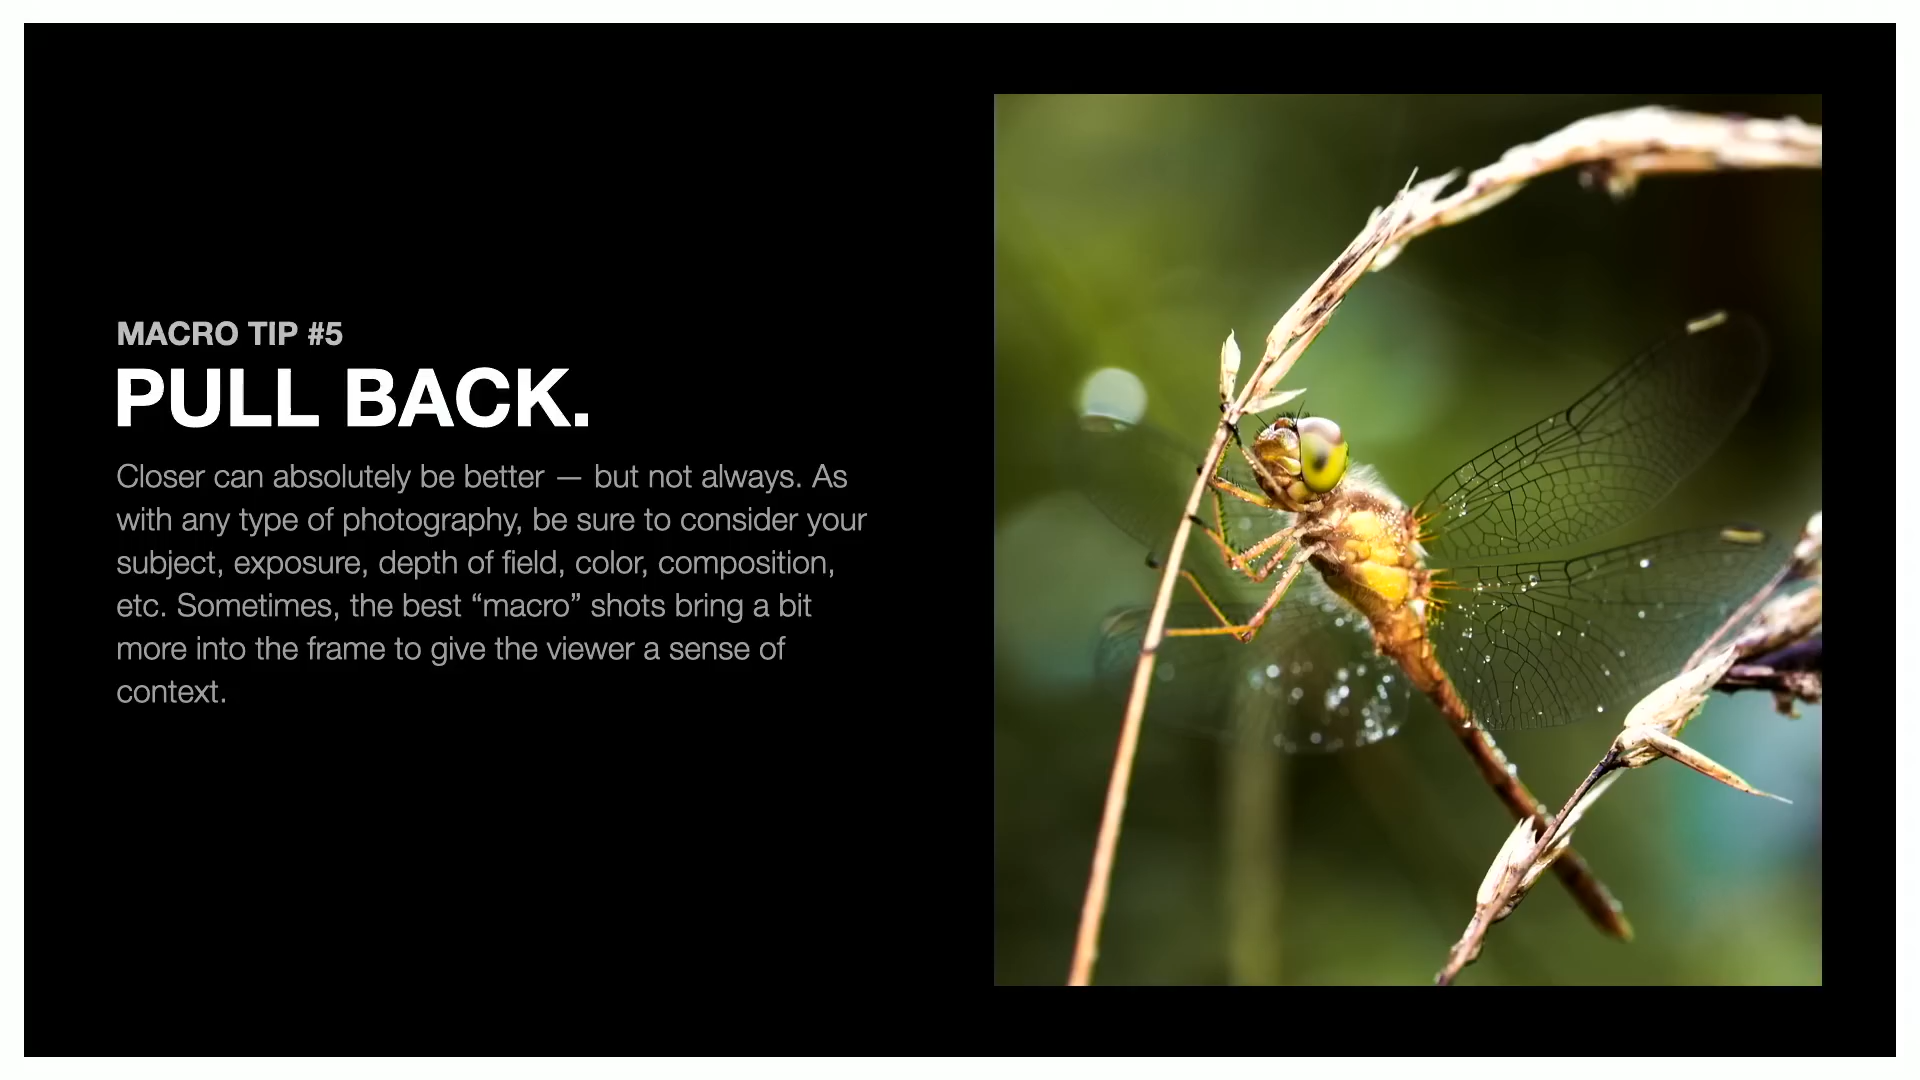 MACRO TIP #5
PULL BACK.
Closer can absolutely be better — but not always. As
with any type of photography, be sure to consider your
subject, exposure, depth of field, color, composition,
etc. Sometimes, the best “macro” shots bring a bit
more into the frame to give the viewer a sense of
context.